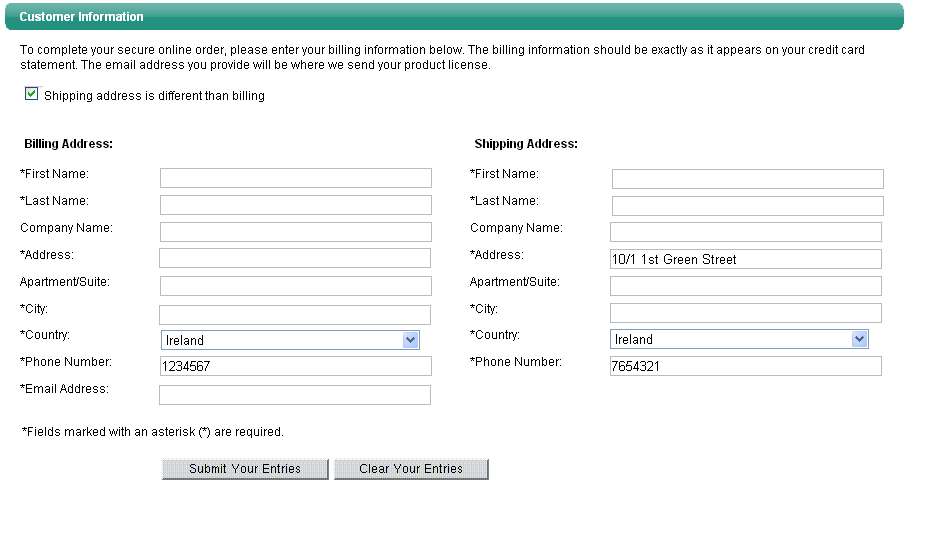 Customer Information
To complete your secure online order, please enter your billing information below. The billing information should be exactly as it appears on your credit card
statement. The email address you provide will be where we send your product license.
Shipping address is different than billing
Billing Address:
*First Name:
*Last Name:
Company Name:
*Address:
Apartment/Suite:
*City:
*Country: Ireland
*Phone Number: 1234567
*Email Address:
Shipping Address:
*First Name:
*Last Name:
Company Name:
*Address: 10/1 1st Green Street
Apartment/Suite:
*City:
*Country: Ireland
*Phone Number: 7654321
*Fields marked with an asterisk (*) are required.
Submit Your Entries Clear Your Entries